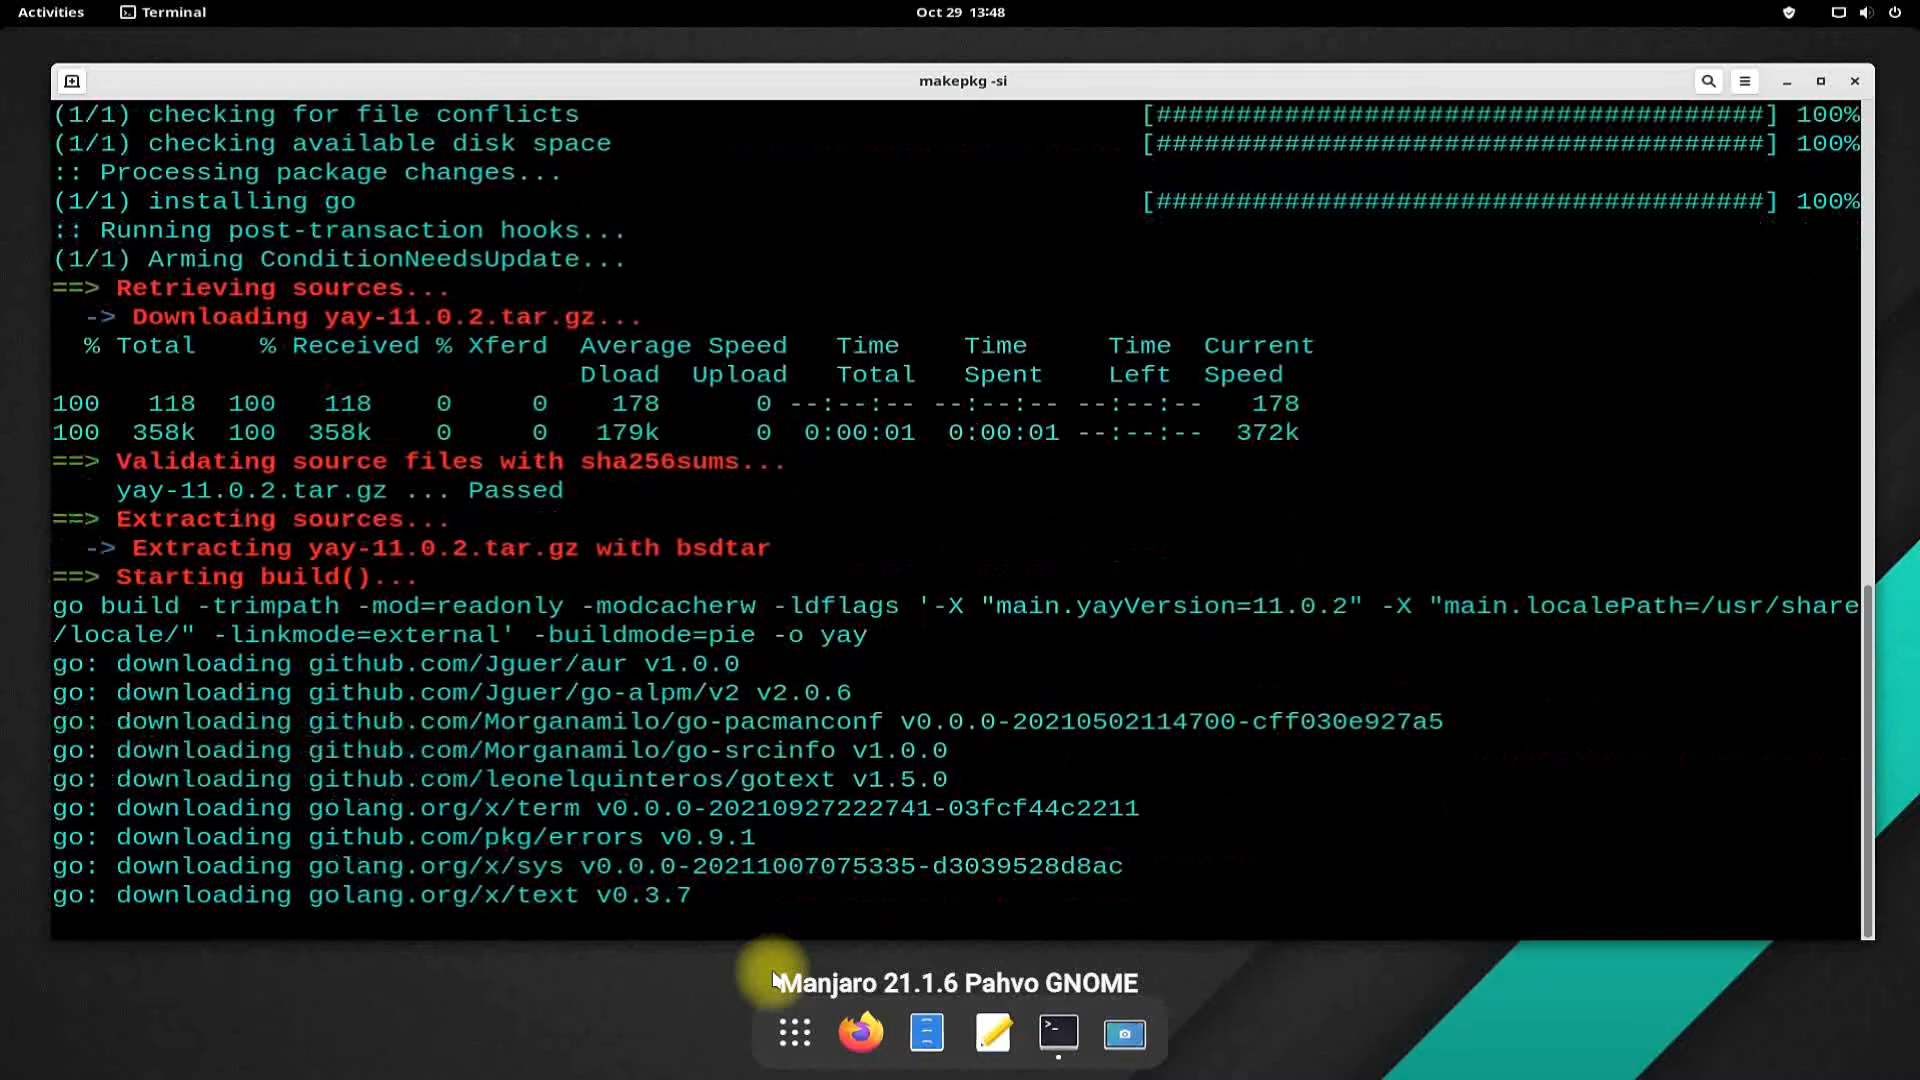 Activities
Terminal
Oct 29 13:48
makepkg -si
(1/1) checking for file conflicts [######################################] 100%
(1/1) checking available disk space [######################################] 100%
:: Processing package changes...
(1/1) installing go [######################################] 100%
:: Running post-transaction hooks...
(1/1) Arming ConditionNeedsUpdate...
==> Retrieving sources...
-> Downloading yay-11.0.2.tar.gz...
% Total % Received % Xferd Average Speed Time Time Time Current
Dload Upload Total Spent Left Speed
100 118 100 118 0 0 178 0 --:--:-- --:--:-- --:--:-- 178
100 358k 100 358k 0 0 179k 0 0:00:01 0:00:01 --:--:-- 372k
==> Validating source files with sha256sums...
yay-11.0.2.tar.gz ... Passed
==> Extracting sources...
-> Extracting yay-11.0.2.tar.gz with bsdtar
==> Starting build()...
go build -trimpath -mod=readonly -modcacherw -ldflags '-X "main.yayVersion=11.0.2" -X "main.localePath=/usr/share
/locale/" -linkmode=external' -buildmode=pie -o yay
go: downloading github.com/Jguer/aur v1.0.0
go: downloading github.com/Jguer/go-alpm/v2 v2.0.6
go: downloading github.com/Morganamilo/go-pacmanconf v0.0.0-20210502114700-cff030e927a5
go: downloading github.com/Morganamilo/go-srcinfo v1.0.0
go: downloading github.com/leonelquinteros/gotext v1.5.0
go: downloading golang.org/x/term v0.0.0-20210927222741-03fcf44c2211
go: downloading github.com/pkg/errors v0.9.1
go: downloading golang.org/x/sys v0.0.0-20211007075335-d3039528d8ac
go: downloading golang.org/x/text v0.3.7
Manjaro 21.1.6 Pahvo GNOME